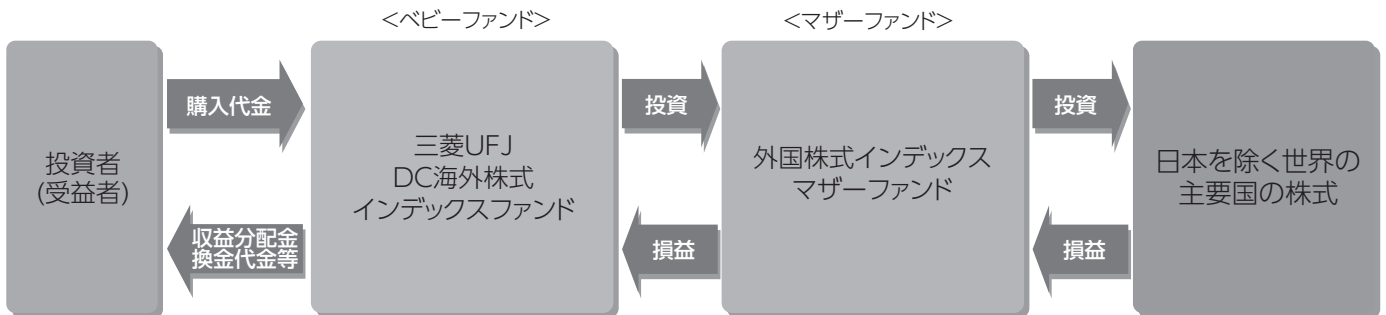 <ベビーファンド>
<マザーファンド>
投資者
(受益者)
購入代金
収益分配金
換金代金等
三菱UFJ
DC海外株式
インデックスファンド
投資
損益
外国株式インデックス
マザーファンド
投資
損益
日本を除く世界の
主要国の株式